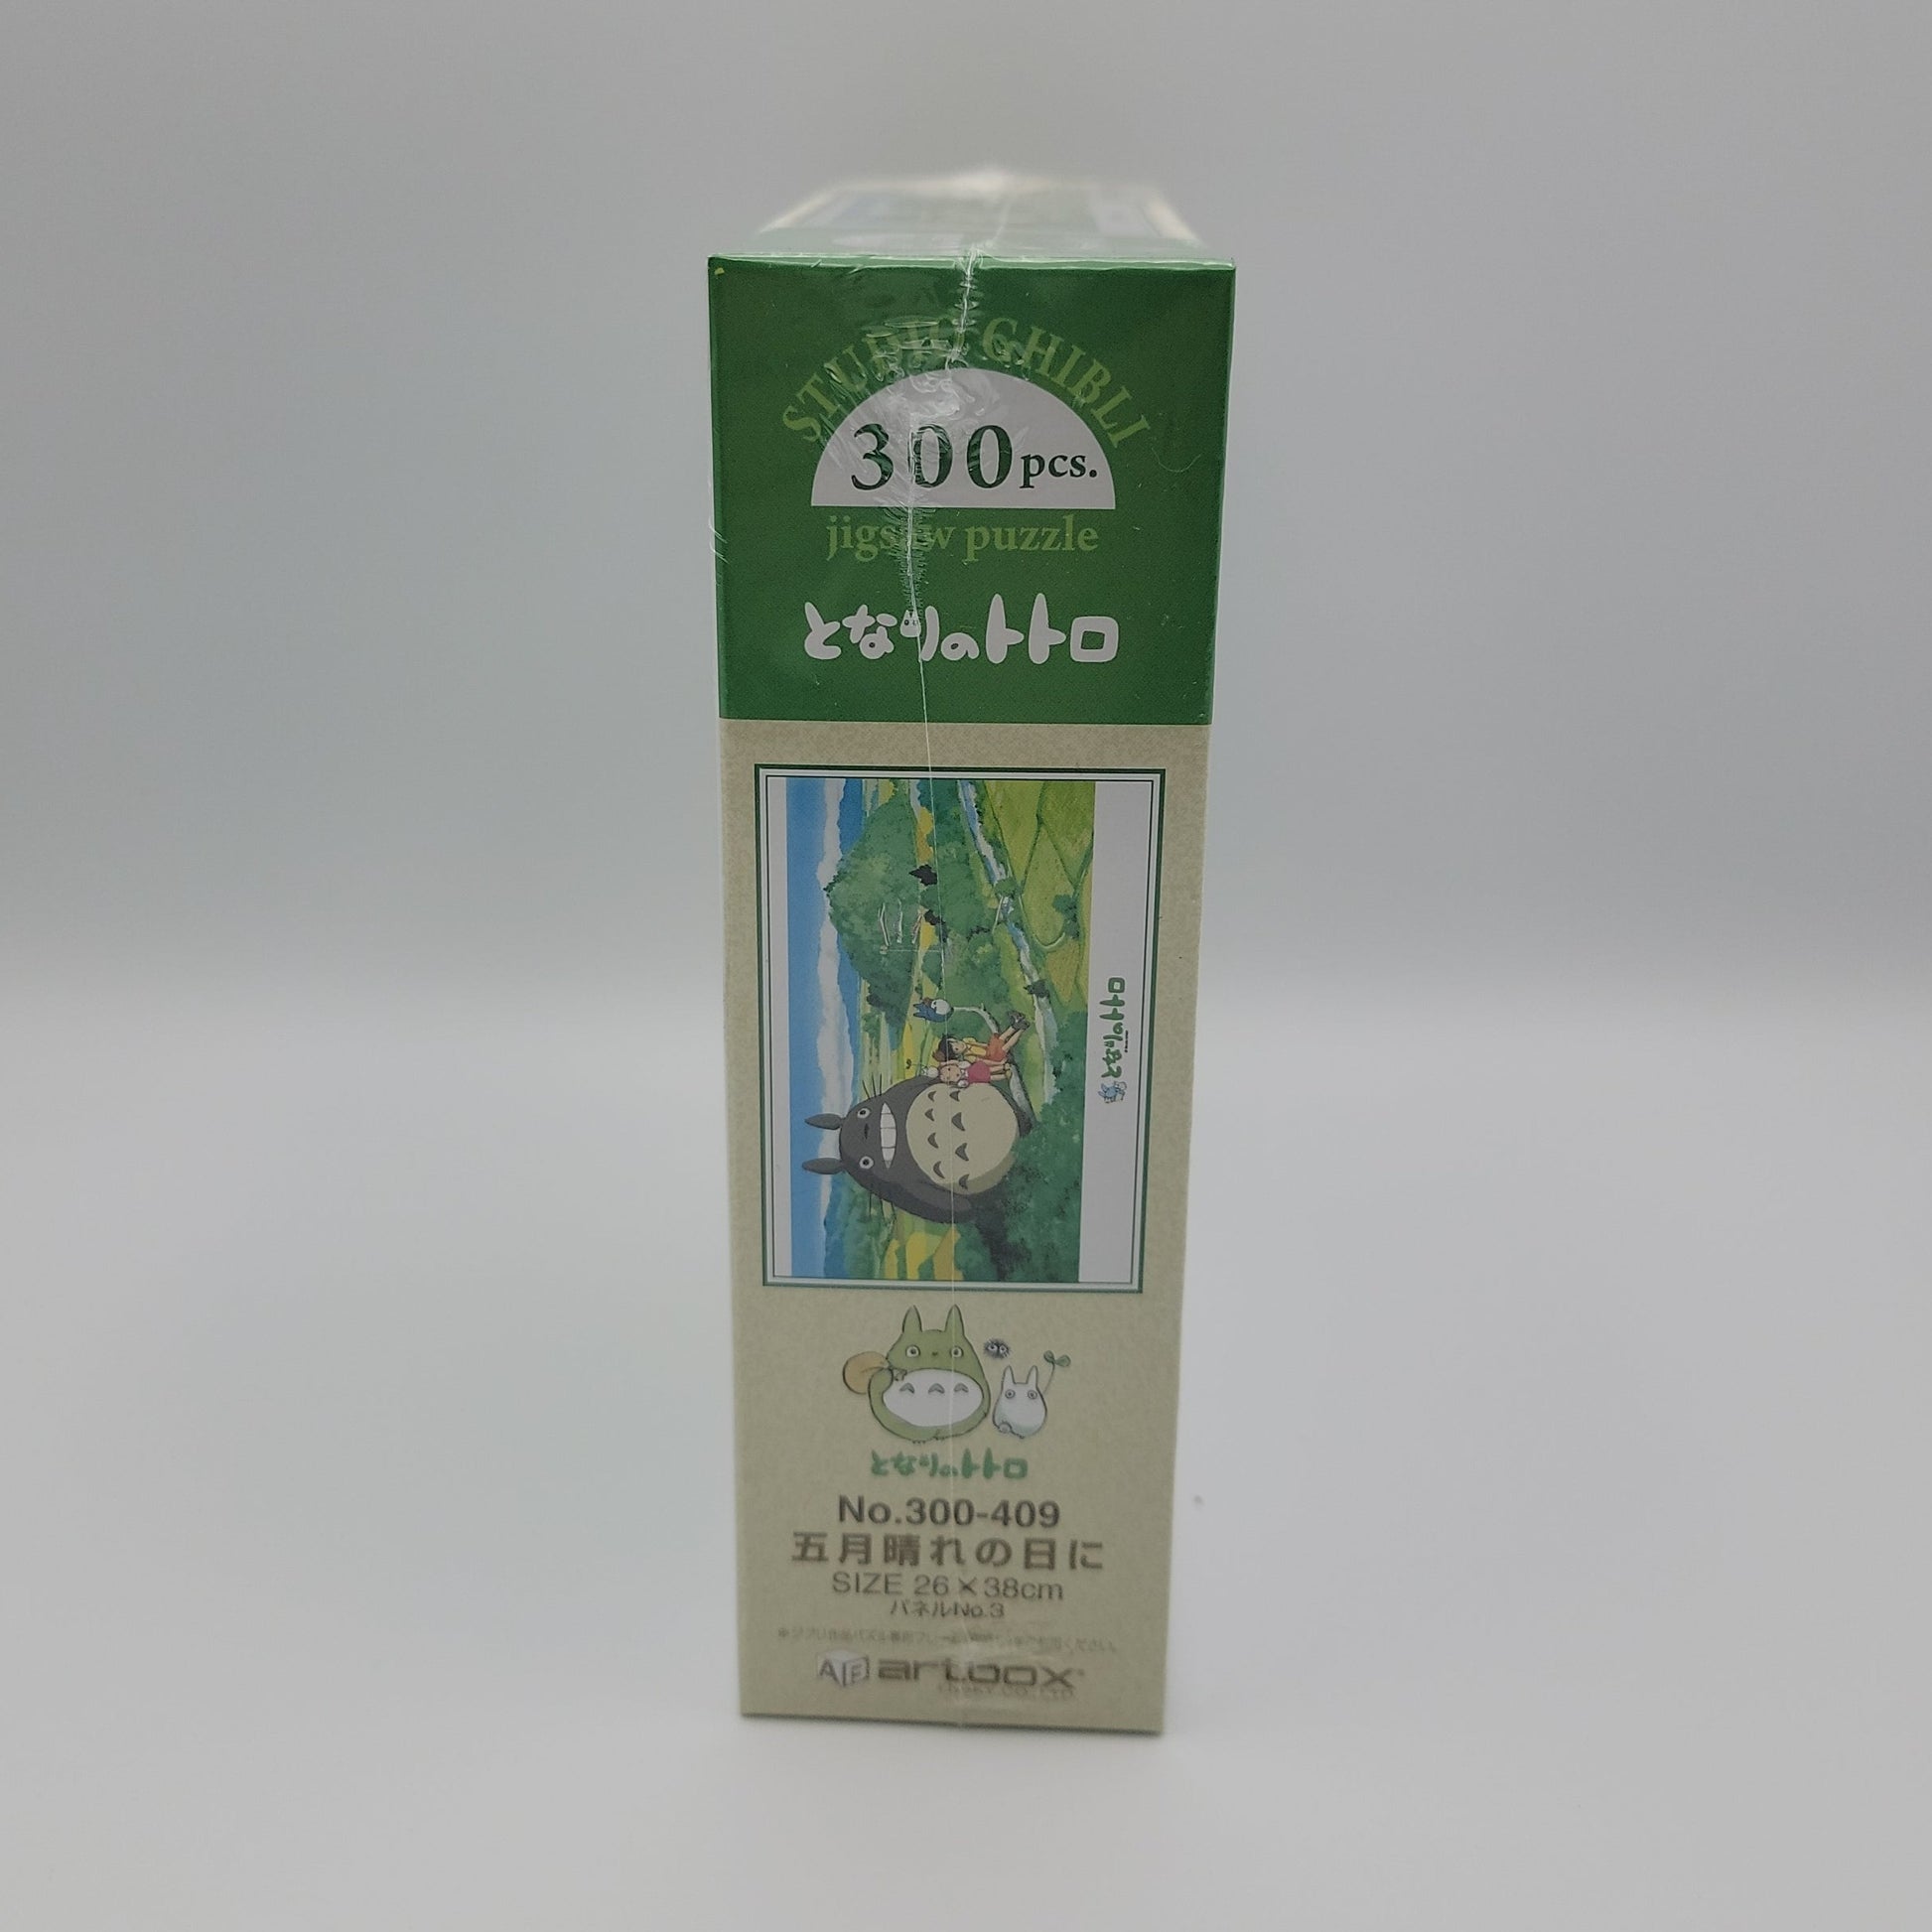 STUDIO GHIBLI
300pcs.
jigsaw puzzle
となりのトトロ
となりのトトロ
となりのトトロ
No.300-409
五月晴れの日に
SIZE 26×38cm
パネルNo.3
artbox